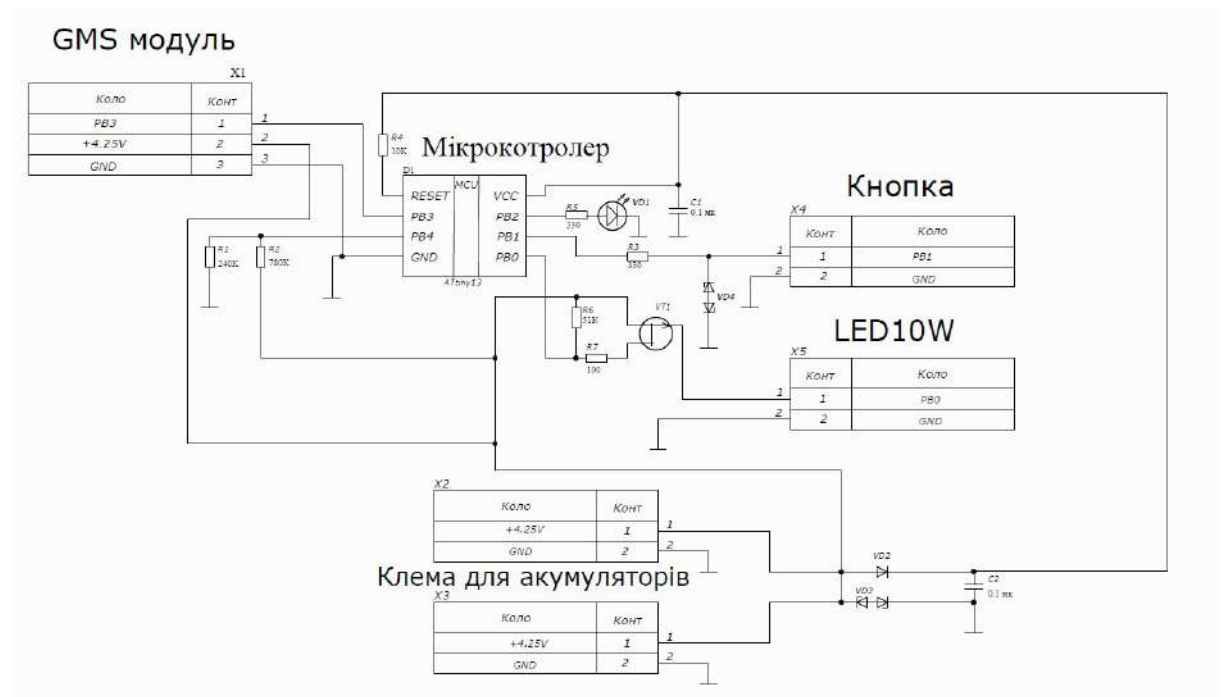 GMS модуль
X1
Коло Конт
PB3 1 1
+4.25V 2 2
GND 3 3
R4
10K
Мікрокотролер
D1
MCU
RESET VCC
PB3 PB2
PB4 PB1
GND PB0
ATtiny13
R5
330
VD1
C1
0.1 мк
R1
240K
R2
780K
R3
330
VD4
Кнопка
X4
Конт Коло
1 1 PB1
2 2 GND
R6
51K
R7
100
VT1
LED10W
X5
Конт Коло
1 1 PB0
2 2 GND
X2
Коло Конт
+4.25V 1 1
GND 2 2
Клема для акумуляторів
X3
Коло Конт
+4.25V 1 1
GND 2 2
VD2
VD3
C2
0.1 мк